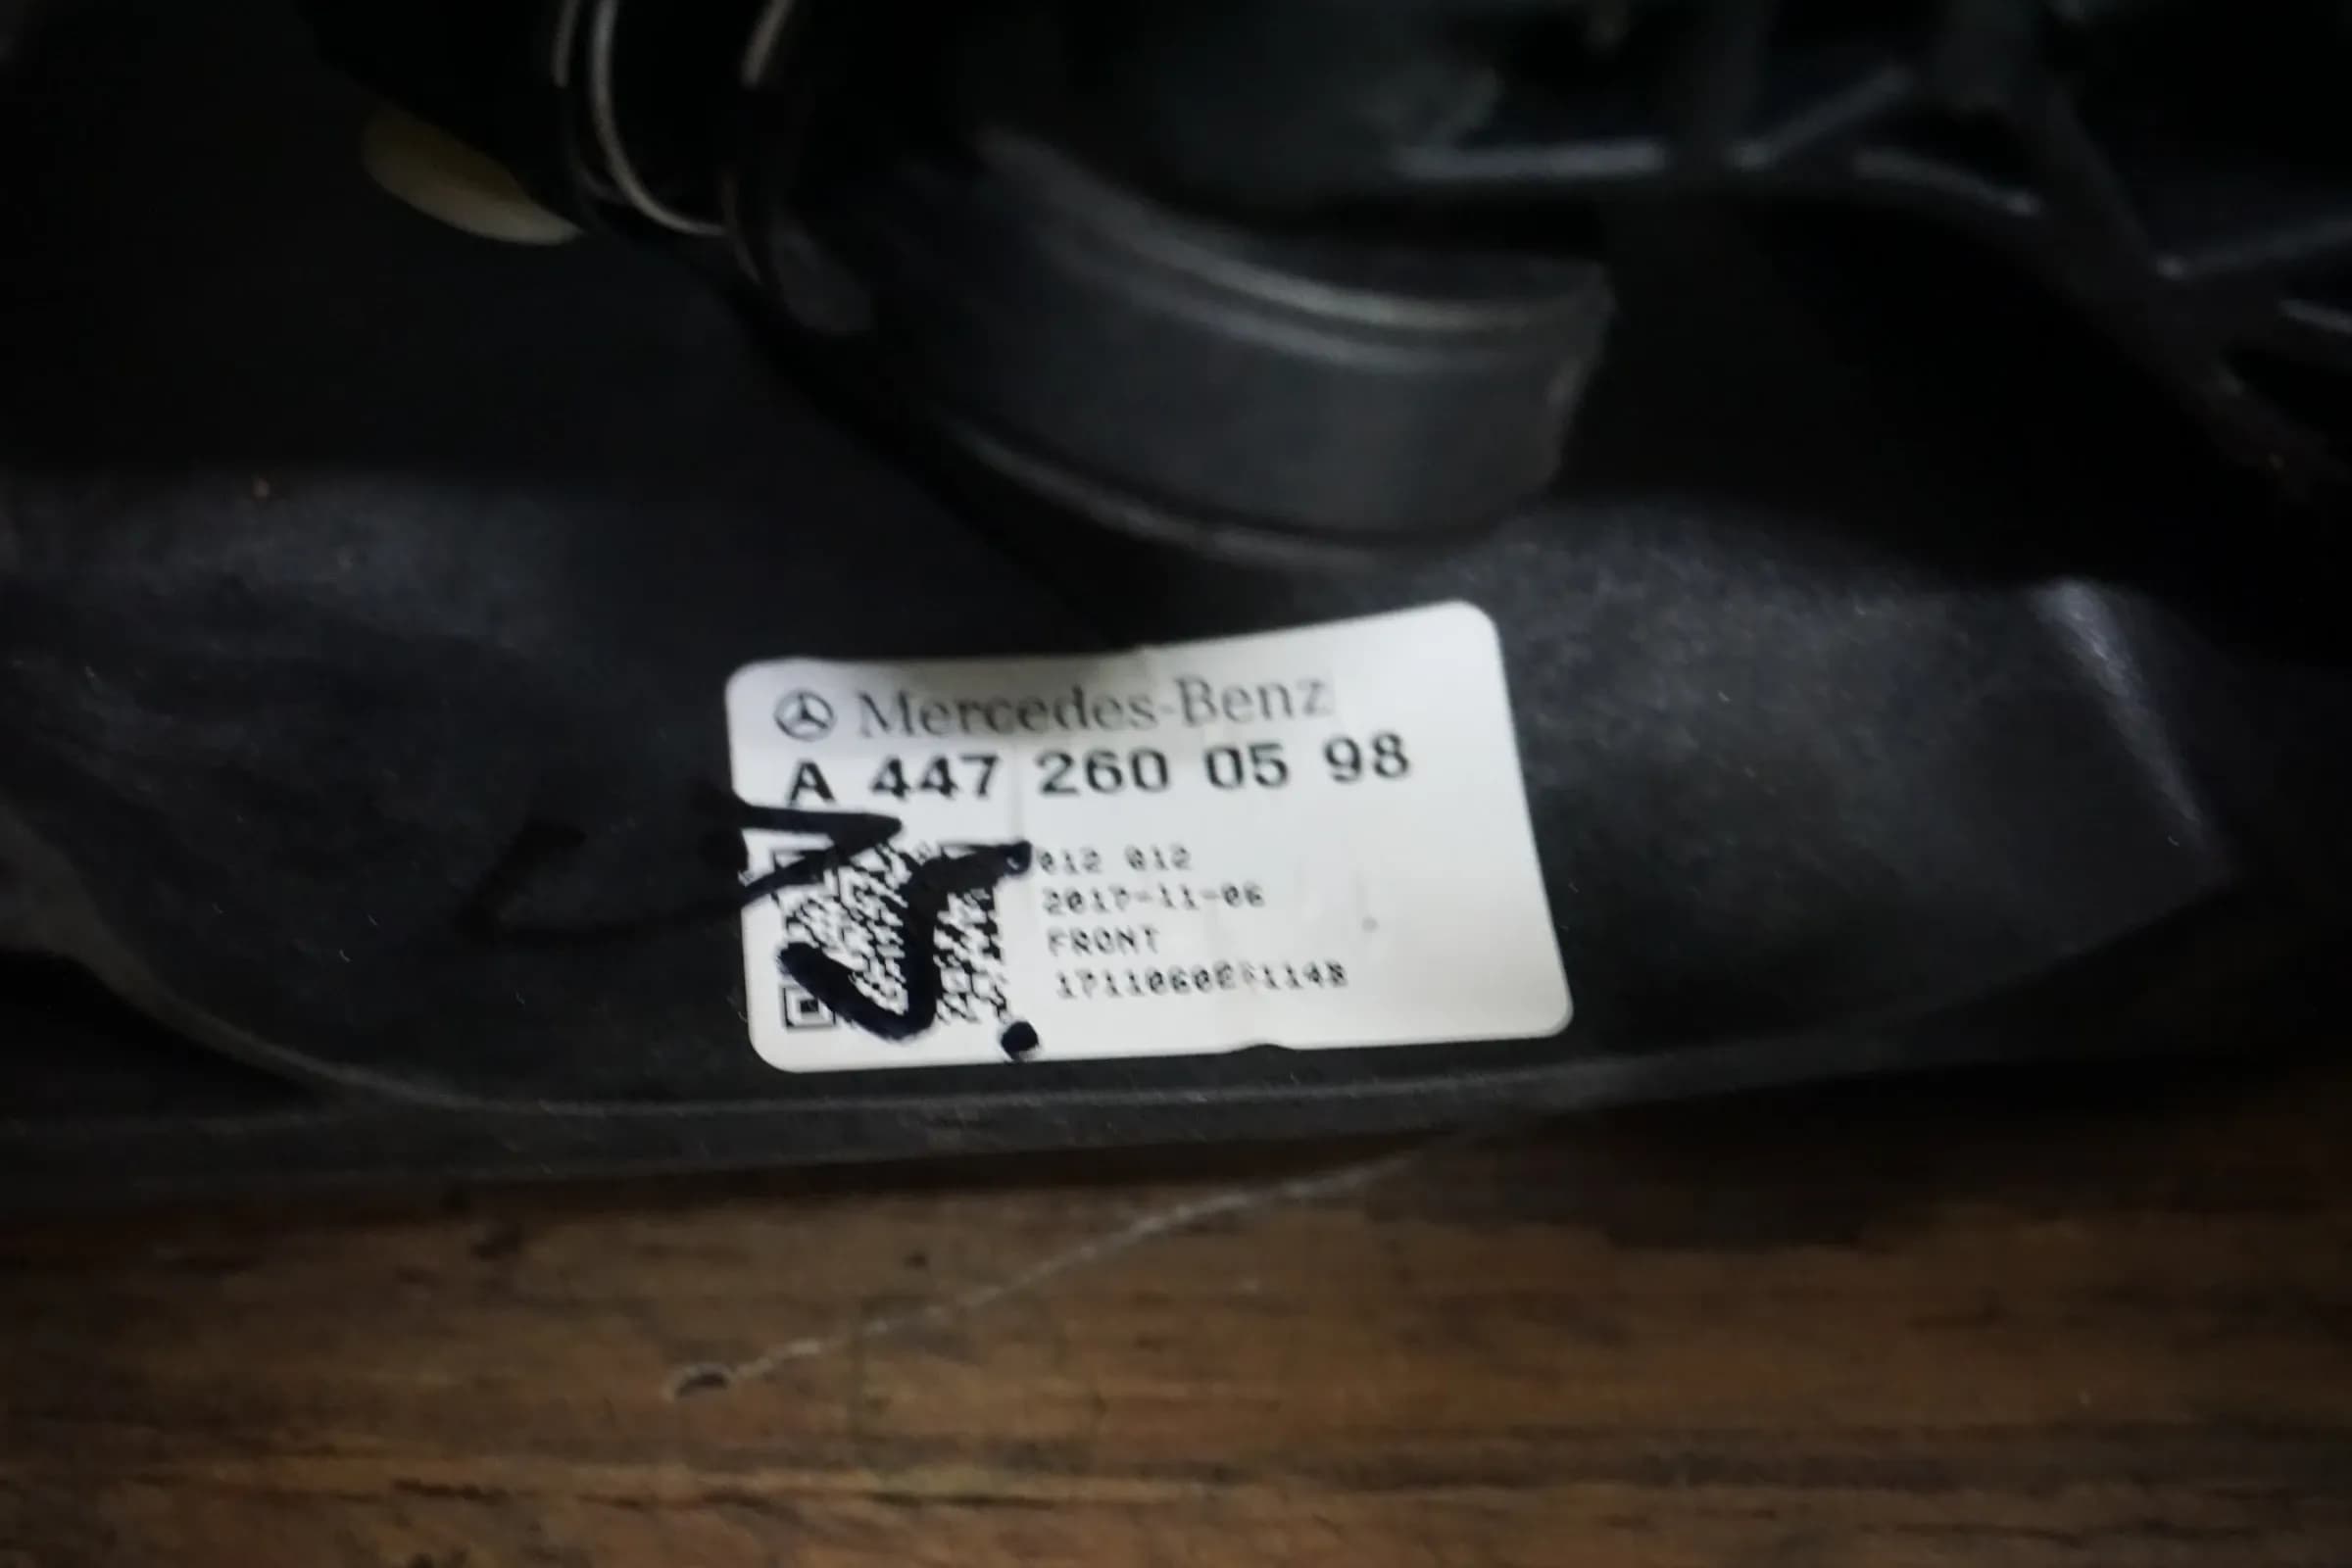 Mercedes-Benz
A 447 260 05 98
012 012
2017-11-06
FRONT